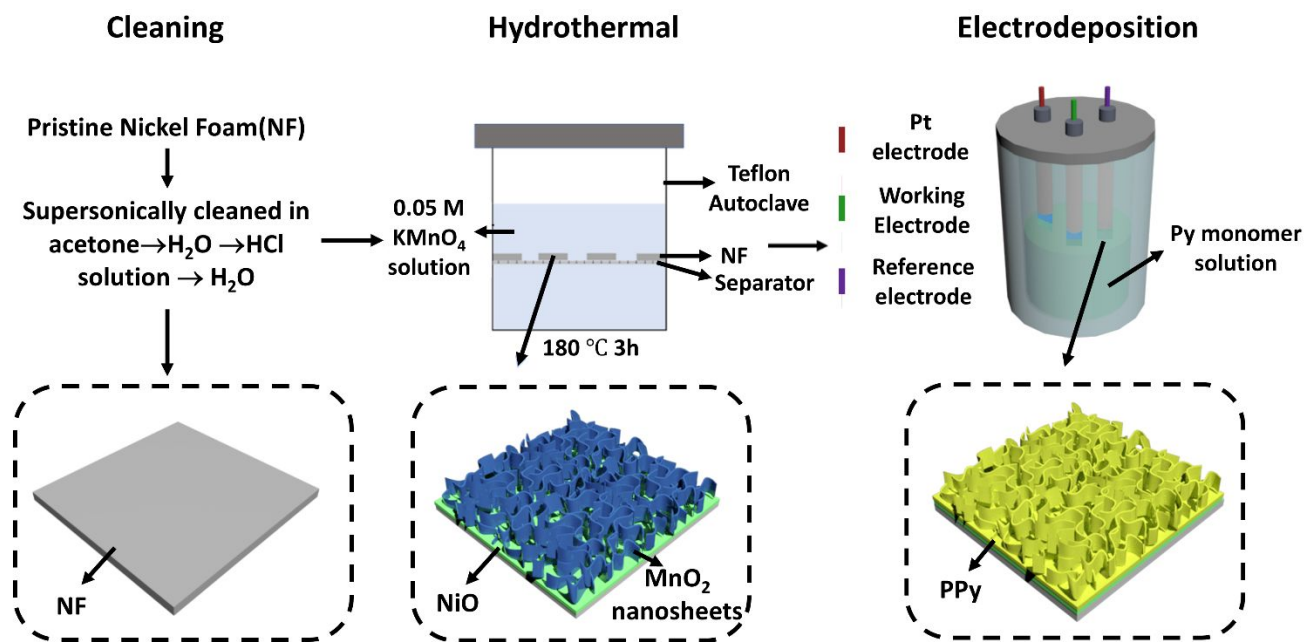 Cleaning
Hydrothermal
Electrodeposition
Pristine Nickel Foam(NF)
Supersonically cleaned in
acetone→H₂O →HCl
solution → H₂O
0.05 M
KMnO₄
solution
Teflon
Autoclave
NF
Separator
180 ℃ 3h
Pt
electrode
Working
Electrode
Reference
electrode
Py monomer
solution
NF
NiO
MnO₂
nanosheets
PPy